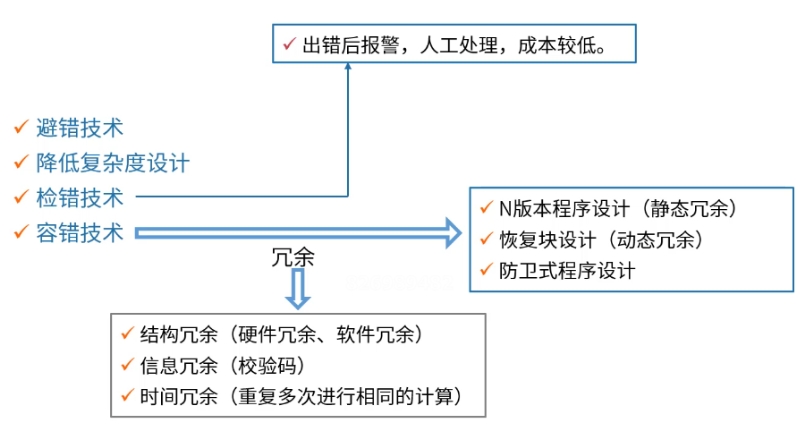 出错后报警，人工处理，成本较低。
避错技术
降低复杂度设计
检错技术
容错技术
N版本程序设计（静态冗余）
恢复块设计（动态冗余）
防卫式程序设计
冗余
结构冗余（硬件冗余、软件冗余）
信息冗余（校验码）
时间冗余（重复多次进行相同的计算）